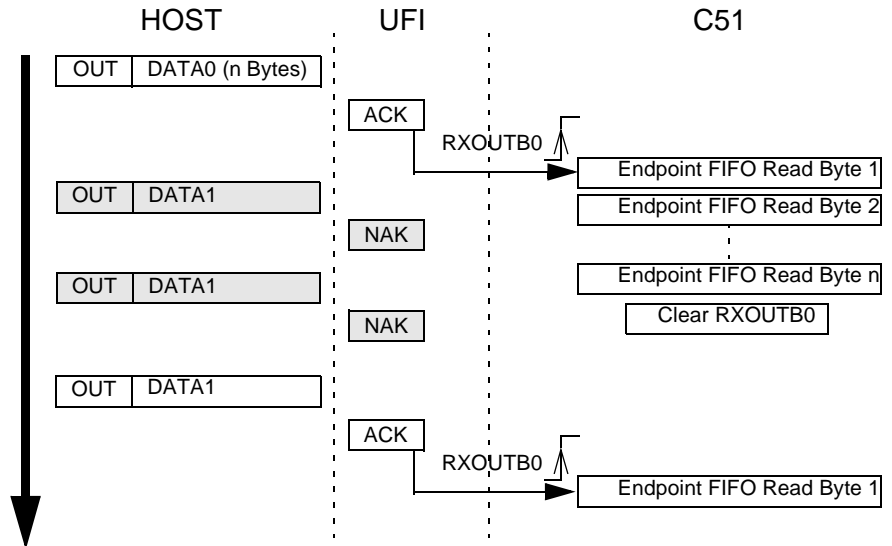 HOST UFI C51
OUT DATA0 (n Bytes)
ACK
RXOUTB0
Endpoint FIFO Read Byte 1
OUT DATA1
Endpoint FIFO Read Byte 2
NAK
OUT DATA1
Endpoint FIFO Read Byte n
NAK
Clear RXOUTB0
OUT DATA1
ACK
RXOUTB0
Endpoint FIFO Read Byte 1